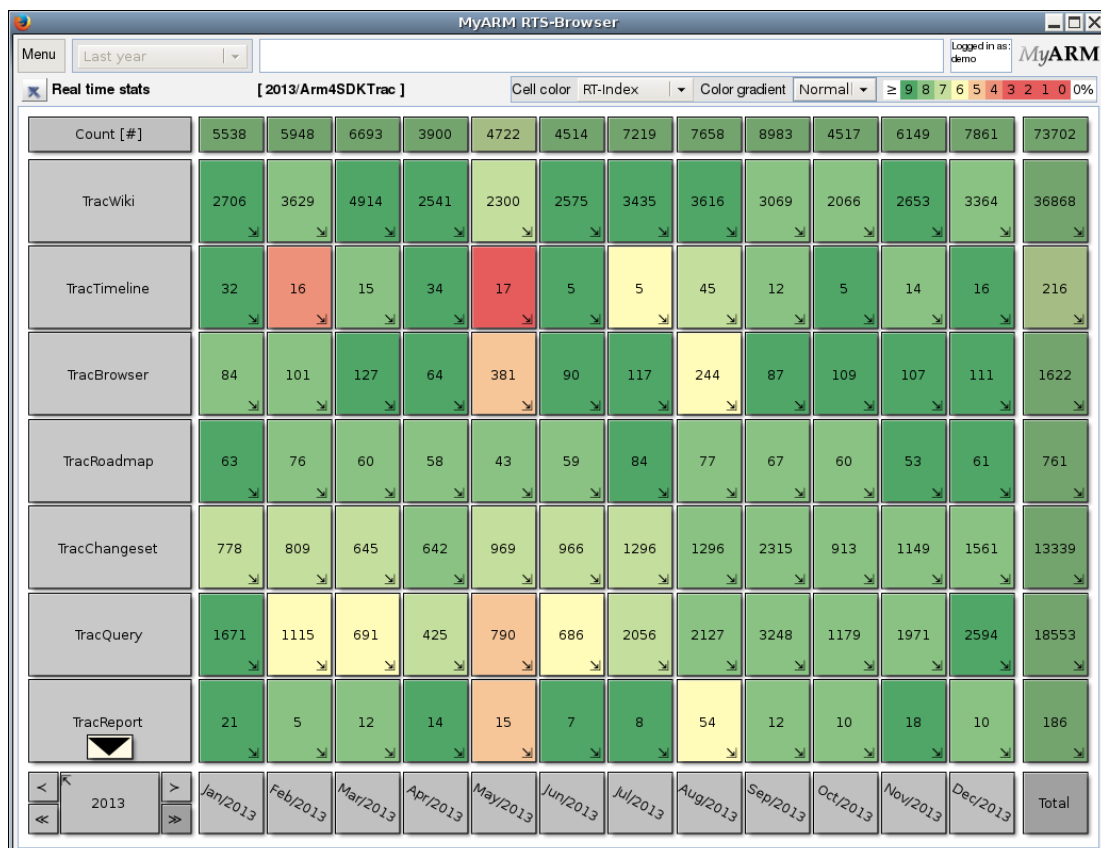 MyARM RTS-Browser
Menu Last year Logged in as: demo MyARM
Real time stats [ 2013/Arm4SDKTrac ] Cell color RT-Index Color gradient Normal ≥ 9 8 7 6 5 4 3 2 1 0 0%
Count [#] 5538 5948 6693 3900 4722 4514 7219 7658 8983 4517 6149 7861 73702
TracWiki 2706 3629 4914 2541 2300 2575 3435 3616 3069 2066 2653 3364 36868
TracTimeline 32 16 15 34 17 5 5 45 12 5 14 16 216
TracBrowser 84 101 127 64 381 90 117 244 87 109 107 111 1622
TracRoadmap 63 76 60 58 43 59 84 77 67 60 53 61 761
TracChangeset 778 809 645 642 969 966 1296 1296 2315 913 1149 1561 13339
TracQuery 1671 1115 691 425 790 686 2056 2127 3248 1179 1971 2594 18553
TracReport 21 5 12 14 15 7 8 54 12 10 18 10 186
< 2013 > Jan/2013 Feb/2013 Mar/2013 Apr/2013 May/2013 Jun/2013 Jul/2013 Aug/2013 Sep/2013 Oct/2013 Nov/2013 Dec/2013 Total
≪ ≫